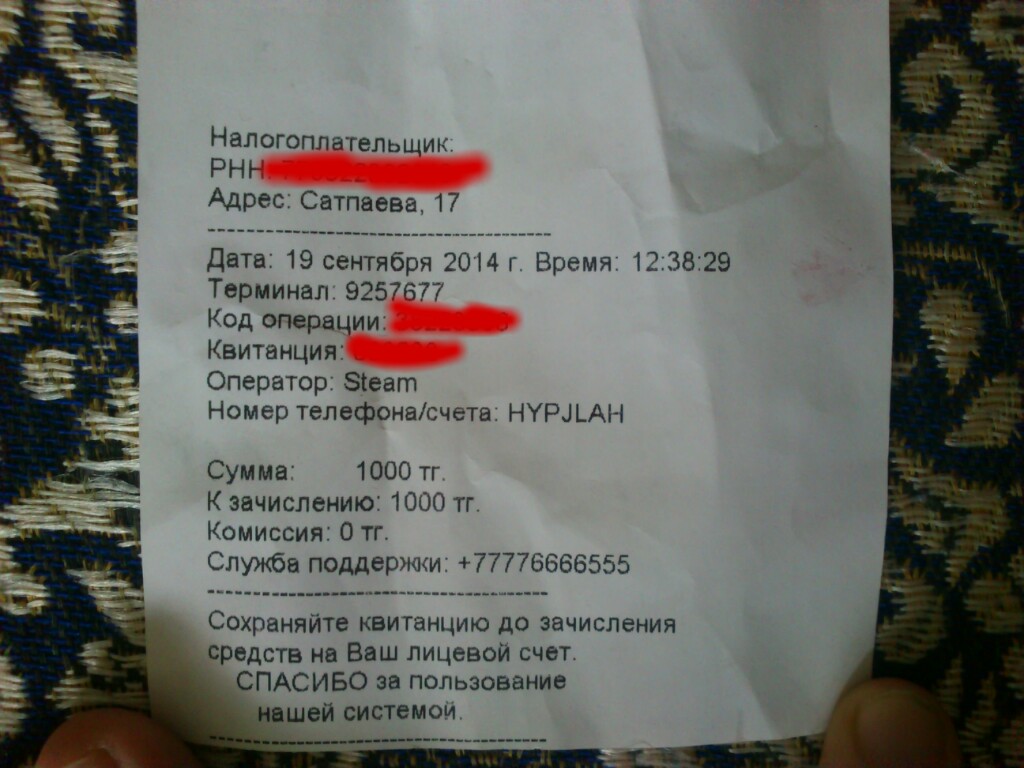 Налогоплательщик:
РНН:
Адрес: Сатпаева, 17
------------------------------------
Дата: 19 сентября 2014 г. Время: 12:38:29
Терминал: 9257677
Код операции:
Квитанция:
Оператор: Steam
Номер телефона/счета: HYPJLAH
Сумма: 1000 тг.
К зачислению: 1000 тг.
Комиссия: 0 тг.
Служба поддержки: +77776666555
------------------------------------
Сохраняйте квитанцию до зачисления
средств на Ваш лицевой счет.
СПАСИБО за пользование
нашей системой.
------------------------------------